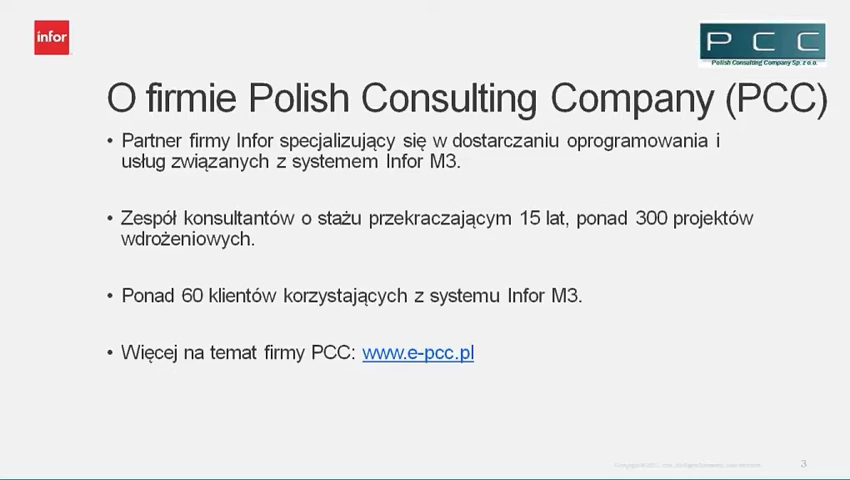 infor
P C C
Polish Consulting Company Sp. z o.o.
O firmie Polish Consulting Company (PCC)
• Partner firmy Infor specjalizujący się w dostarczaniu oprogramowania i
usług związanych z systemem Infor M3.
• Zespół konsultantów o stażu przekraczającym 15 lat, ponad 300 projektów
wdrożeniowych.
• Ponad 60 klientów korzystających z systemu Infor M3.
• Więcej na temat firmy PCC: www.e-pcc.pl
3